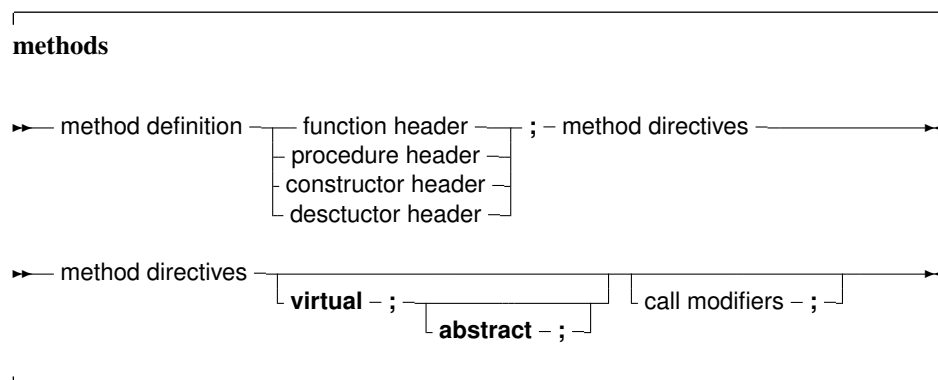 methods
method definition function header ; method directives
procedure header
constructor header
desctuctor header
method directives
virtual ; call modifiers ;
abstract ;